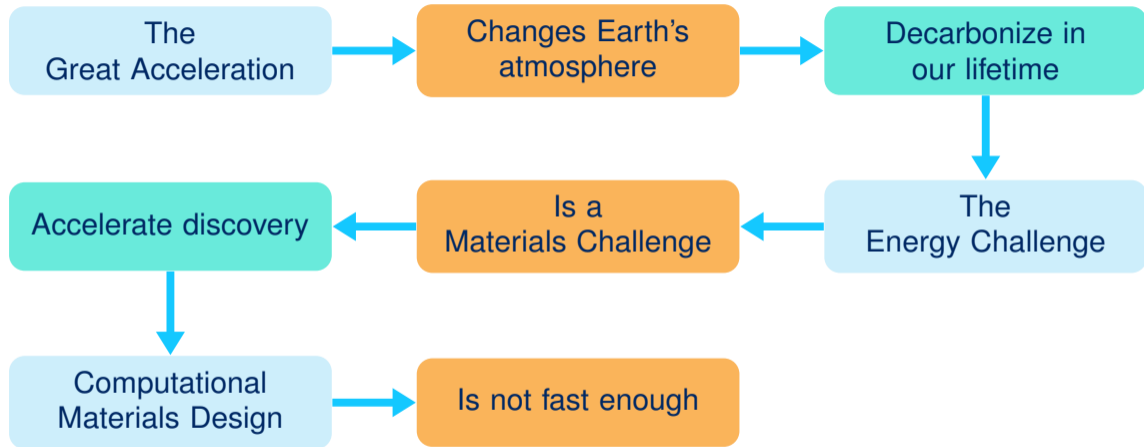 The
Great Acceleration
Changes Earth's
atmosphere
Decarbonize in
our lifetime
The
Energy Challenge
Is a
Materials Challenge
Accelerate discovery
Computational
Materials Design
Is not fast enough